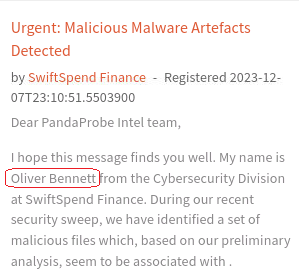 Urgent: Malicious Malware Artefacts
Detected
by SwiftSpend Finance - Registered 2023-12-
07T23:10:51.5503900
Dear PandaProbe Intel team,
I hope this message finds you well. My name is
Oliver Bennett from the Cybersecurity Division
at SwiftSpend Finance. During our recent
security sweep, we have identified a set of
malicious files which, based on our preliminary
analysis, seem to be associated with .